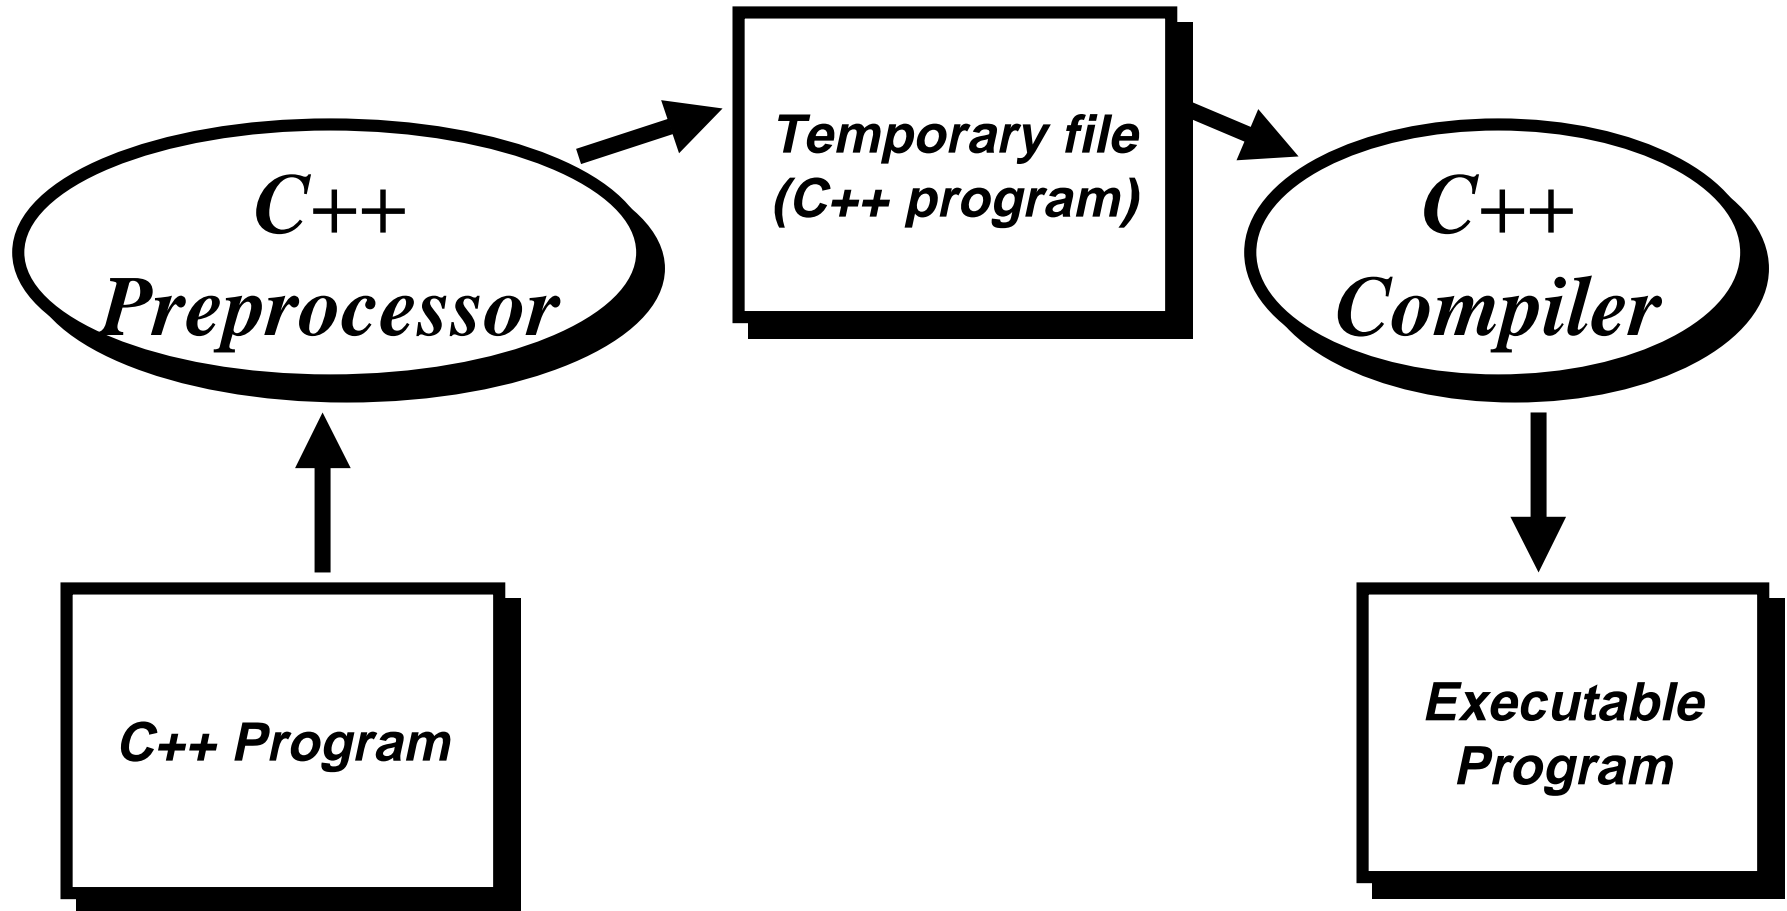 C++
Preprocessor
Temporary file
(C++ program)
C++
Compiler
C++ Program
Executable
Program